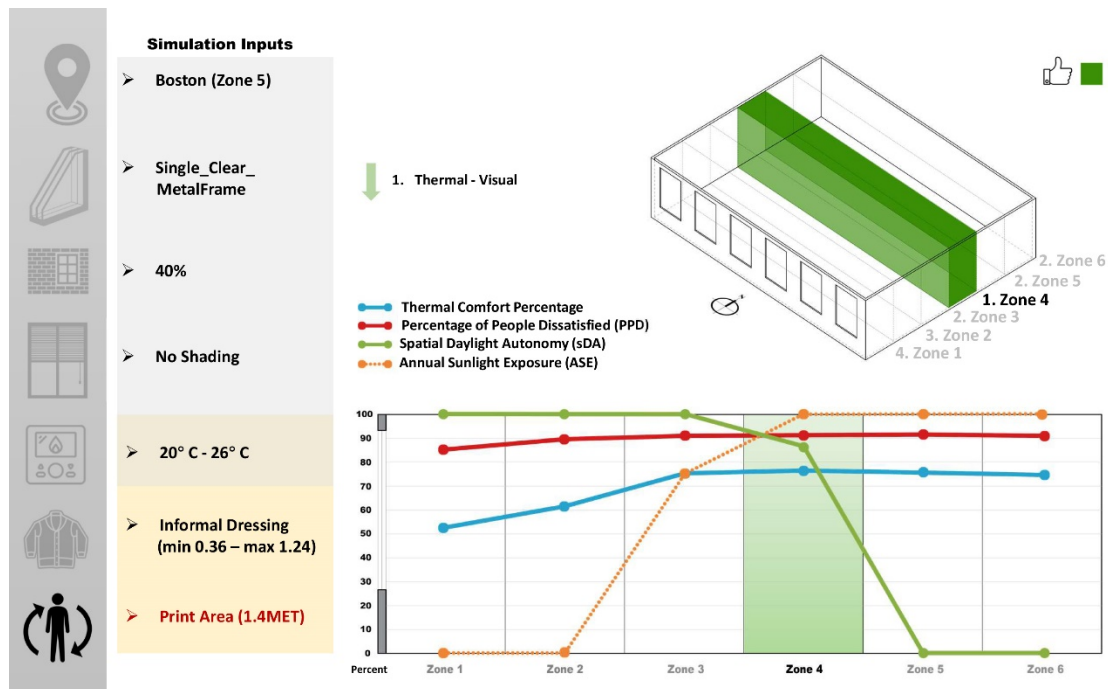 Simulation Inputs
➢ Boston (Zone 5)
➢ Single_Clear_
MetalFrame
➢ 40%
➢ No Shading
➢ 20° C - 26° C
➢ Informal Dressing
(min 0.36 – max 1.24)
➢ Print Area (1.4MET)
1. Thermal - Visual
2. Zone 6
2. Zone 5
1. Zone 4
2. Zone 3
3. Zone 2
4. Zone 1
Thermal Comfort Percentage
Percentage of People Dissatisfied (PPD)
Spatial Daylight Autonomy (sDA)
Annual Sunlight Exposure (ASE)
100
90
80
70
60
50
40
30
20
10
0
Percent Zone 1 Zone 2 Zone 3 Zone 4 Zone 5 Zone 6